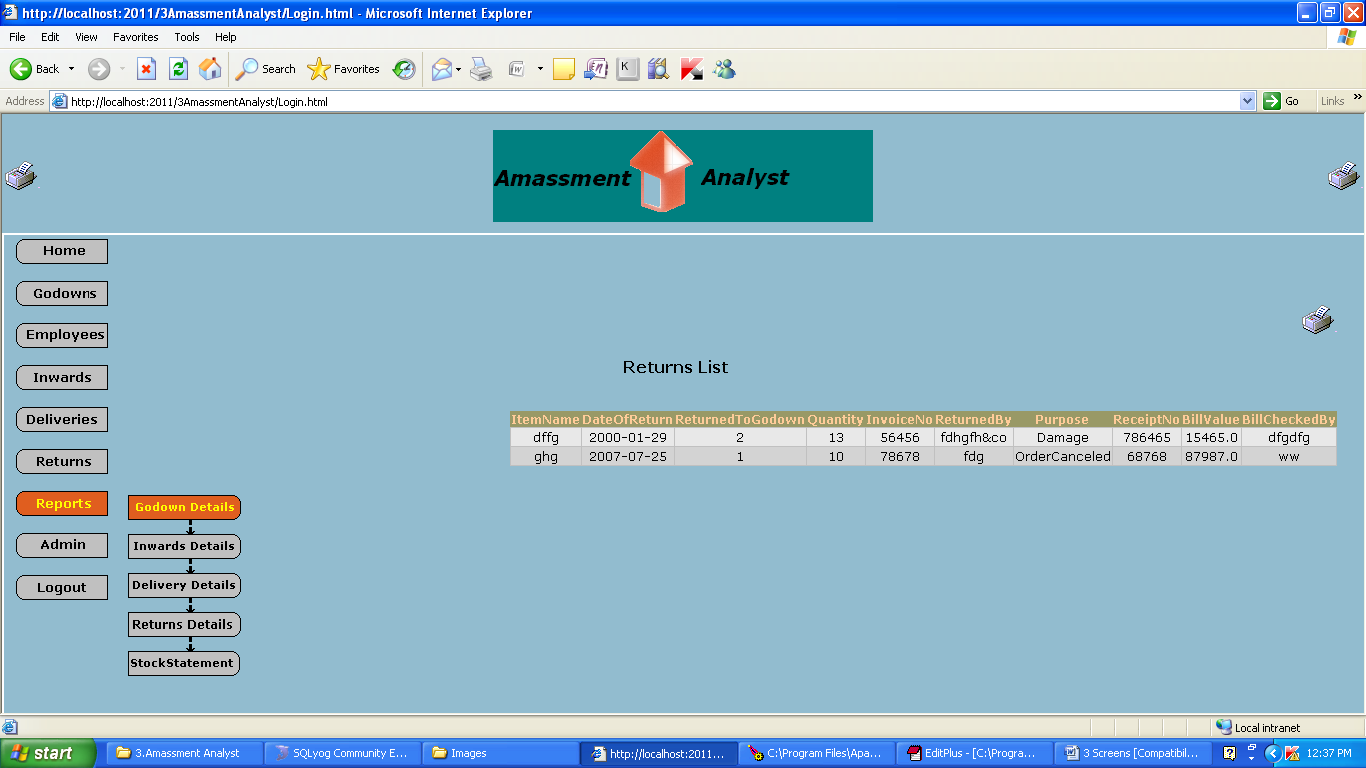 http://localhost:2011/3AmassmentAnalyst/Login.html - Microsoft Internet Explorer
File Edit View Favorites Tools Help
Back Search Favorites
Address http://localhost:2011/3AmassmentAnalyst/Login.html Go Links »
Amassment Analyst
Home
Godowns
Employees
Inwards
Deliveries
Returns
Reports
Admin
Logout
Godown Details
Inwards Details
Delivery Details
Returns Details
StockStatement
Returns List
ItemName DateOfReturn ReturnedToGodown Quantity InvoiceNo ReturnedBy Purpose ReceiptNo BillValue BillCheckedBy
dffg 2000-01-29 2 13 56456 fdhgfh&co Damage 786465 15465.0 dfgdfg
ghg 2007-07-25 1 10 78678 fdg OrderCanceled 68768 87987.0 ww
Local intranet
start 3.Amassment Analyst SQLyog Community E... Images http://localhost:2011... C:\Program Files\Apa... EditPlus - [C:\Progra... 3 Screens [Compatibil... 12:37 PM